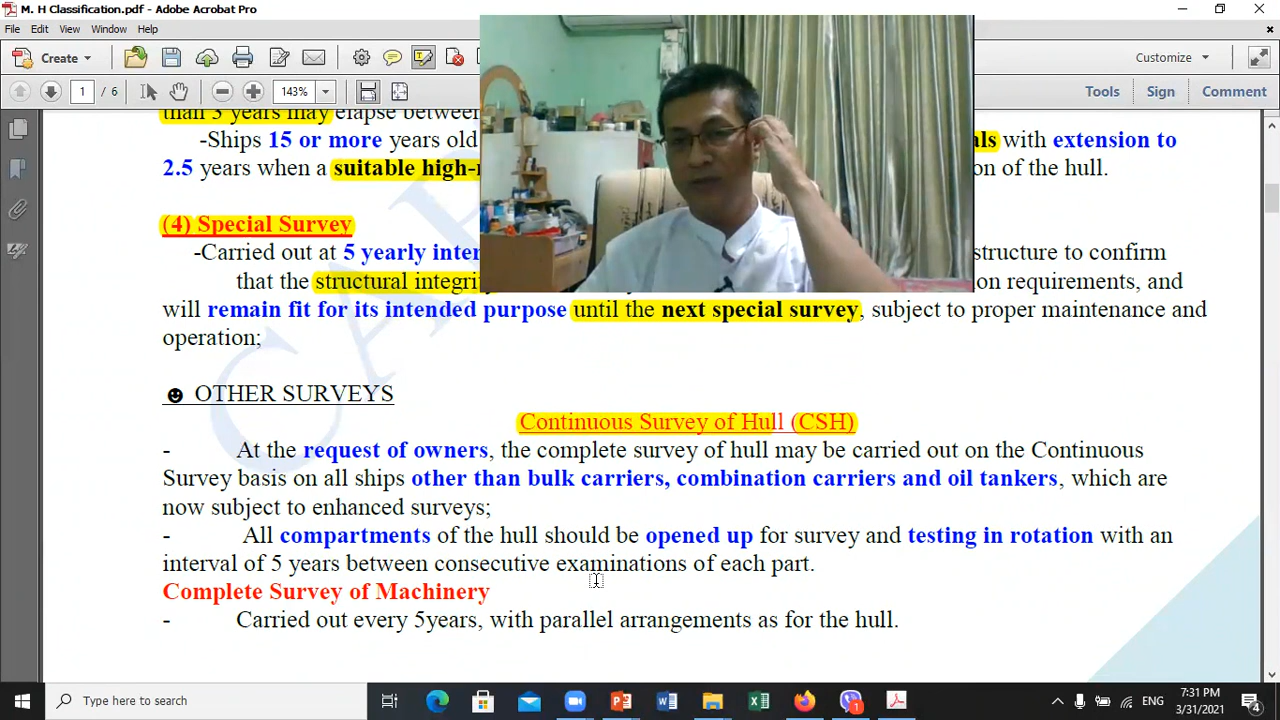 M. H Classification.pdf - Adobe Acrobat Pro
File Edit View Window Help
Create
Customize
1 / 6
143%
Tools Sign Comment
than 3 years may elapse between
-Ships 15 or more years old with extension to
2.5 years when a suitable on of the hull.
(4) Special Survey
-Carried out at 5 yearly structure to confirm
that the structural on requirements, and
will remain fit for its intended purpose until the next special survey, subject to proper maintenance and
operation;
☻ OTHER SURVEYS
Continuous Survey of Hull (CSH)
- At the request of owners, the complete survey of hull may be carried out on the Continuous
Survey basis on all ships other than bulk carriers, combination carriers and oil tankers, which are
now subject to enhanced surveys;
- All compartments of the hull should be opened up for survey and testing in rotation with an
interval of 5 years between consecutive examinations of each part.
Complete Survey of Machinery
- Carried out every 5years, with parallel arrangements as for the hull.
Type here to search
ENG
7:31 PM
3/31/2021
1
4